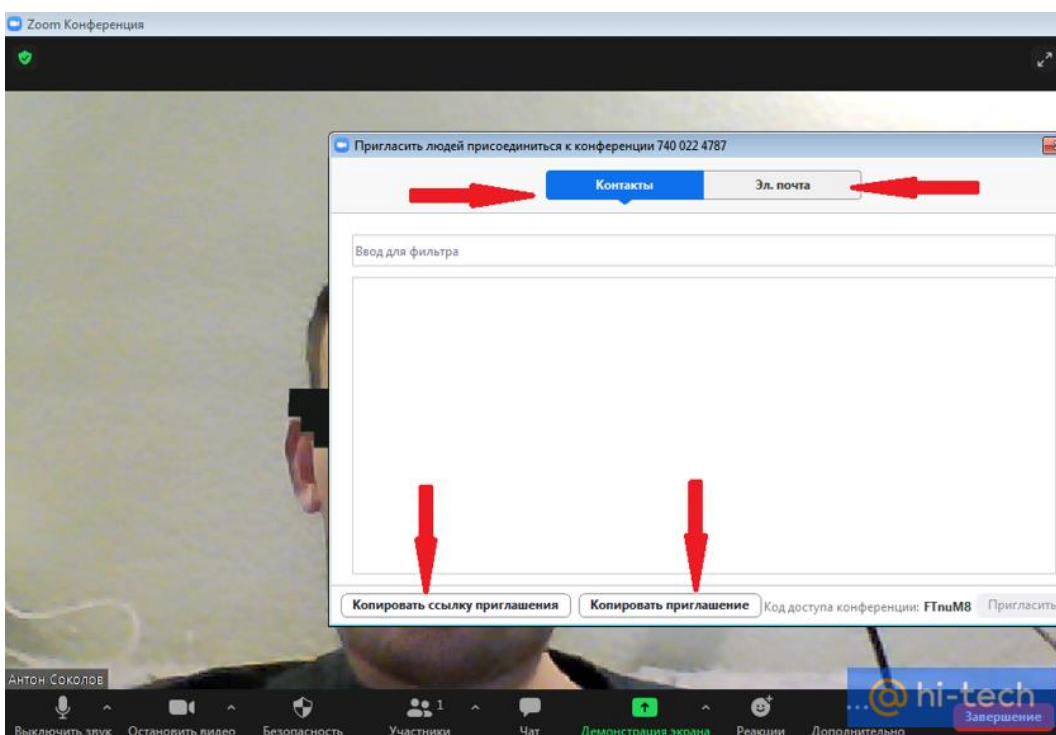 Zoom Конференция
Пригласить людей присоединиться к конференции 740 022 4787
Контакты Эл. почта
Ввод для фильтра
Копировать ссылку приглашения Копировать приглашение Код доступа конференции: FTnuM8 Пригласить
Антон Соколов
@ hi-tech
1
Выключить звук Остановить видео Безопасность Участники Чат Демонстрация экрана Реакции Дополнительно Завершение